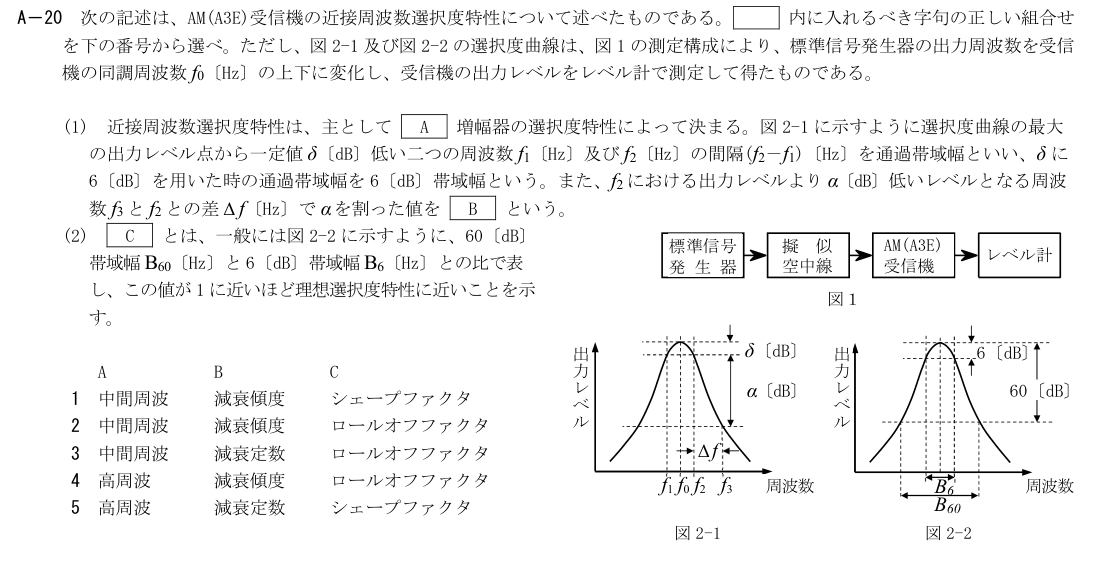 A-20 次の記述は、AM(A3E)受信機の近接周波数選択度特性について述べたものである。 内に入れるべき字句の正しい組合せ
を下の番号から選べ。ただし、図 2-1 及び図 2-2 の選択度曲線は、図 1 の測定構成により、標準信号発生器の出力周波数を受信
機の同調周波数 f0〔Hz〕の上下に変化し、受信機の出力レベルをレベル計で測定して得たものである。
(1) 近接周波数選択度特性は、主として A 増幅器の選択度特性によって決まる。図 2-1 に示すように選択度曲線の最大
の出力レベル点から一定値 δ〔dB〕低い二つの周波数 f1〔Hz〕及び f2〔Hz〕の間隔(f2−f1)〔Hz〕を通過帯域幅といい、δ に
6〔dB〕を用いた時の通過帯域幅を 6〔dB〕帯域幅という。また、f2 における出力レベルより α〔dB〕低いレベルとなる周波
数 f3 と f2 との差 Δf〔Hz〕で α を割った値を B という。
(2) C とは、一般には図 2-2 に示すように、60〔dB〕
帯域幅 B60〔Hz〕と 6〔dB〕帯域幅 B6〔Hz〕との比で表
し、この値が 1 に近いほど理想選択度特性に近いことを示
す。
A B C
1 中間周波 減衰傾度 シェープファクタ
2 中間周波 減衰傾度 ロールオフファクタ
3 中間周波 減衰定数 ロールオフファクタ
4 高周波 減衰傾度 ロールオフファクタ
5 高周波 減衰定数 シェープファクタ
標準信号
発生器
擬似
空中線
AM(A3E)
受信機
レベル計
図 1
出力レベル
δ〔dB〕
α〔dB〕
Δf
f1 f0 f2 f3 周波数
図 2-1
出力レベル
6〔dB〕
60〔dB〕
B6
B60
周波数
図 2-2